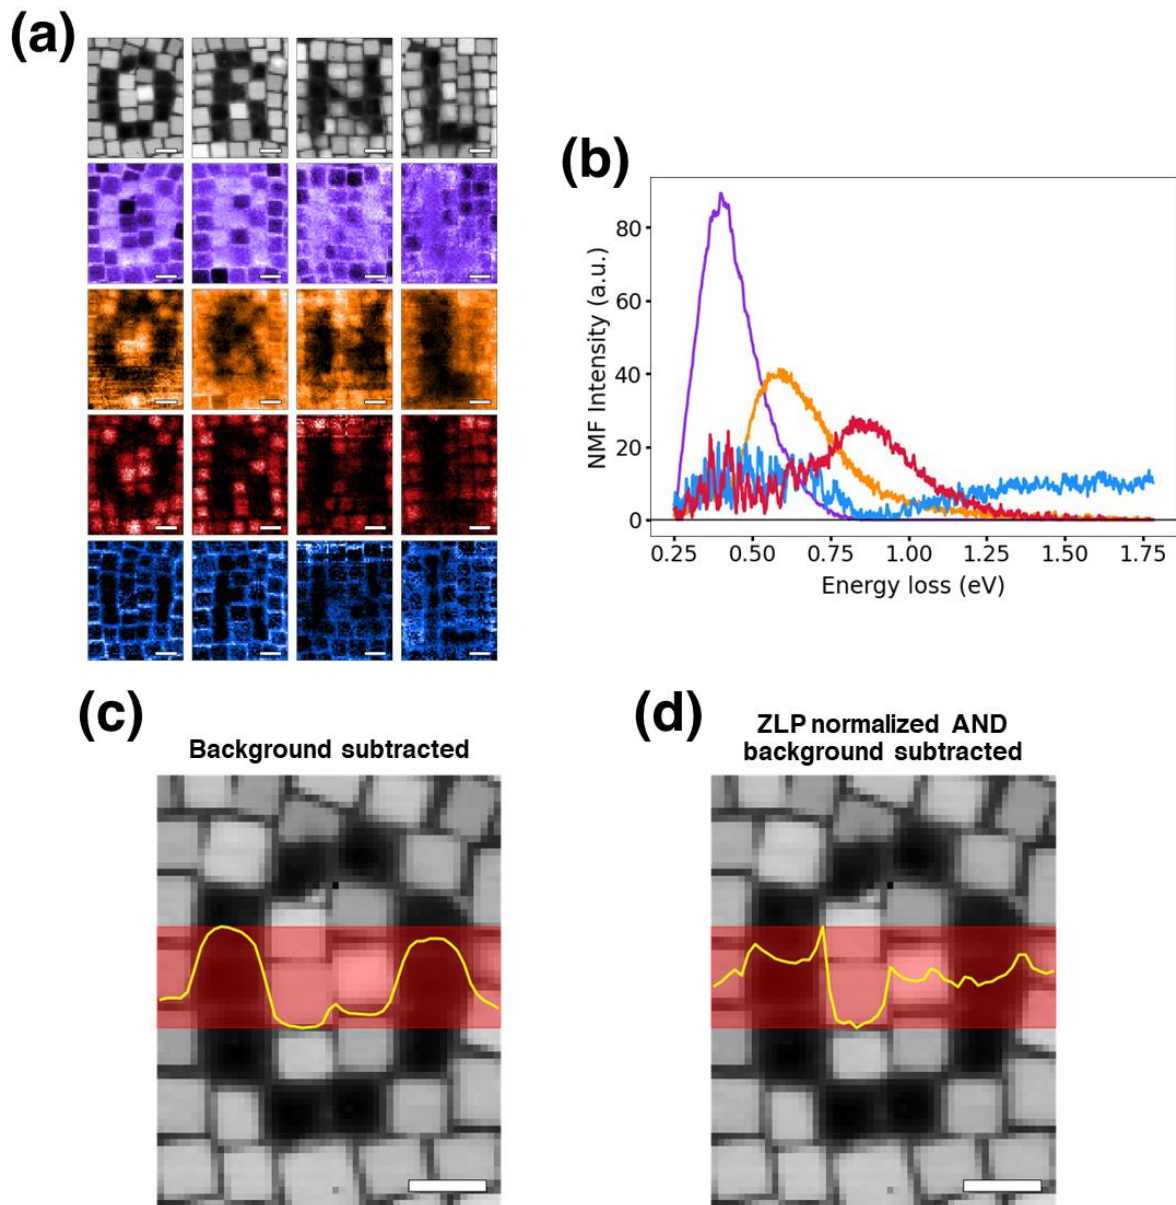 (a)
O R N L
(b)
80
60
40
20
0
NMF Intensity (a.u.)
0.25 0.50 0.75 1.00 1.25 1.50 1.75
Energy loss (eV)
(c)
Background subtracted
(d)
ZLP normalized AND
background subtracted